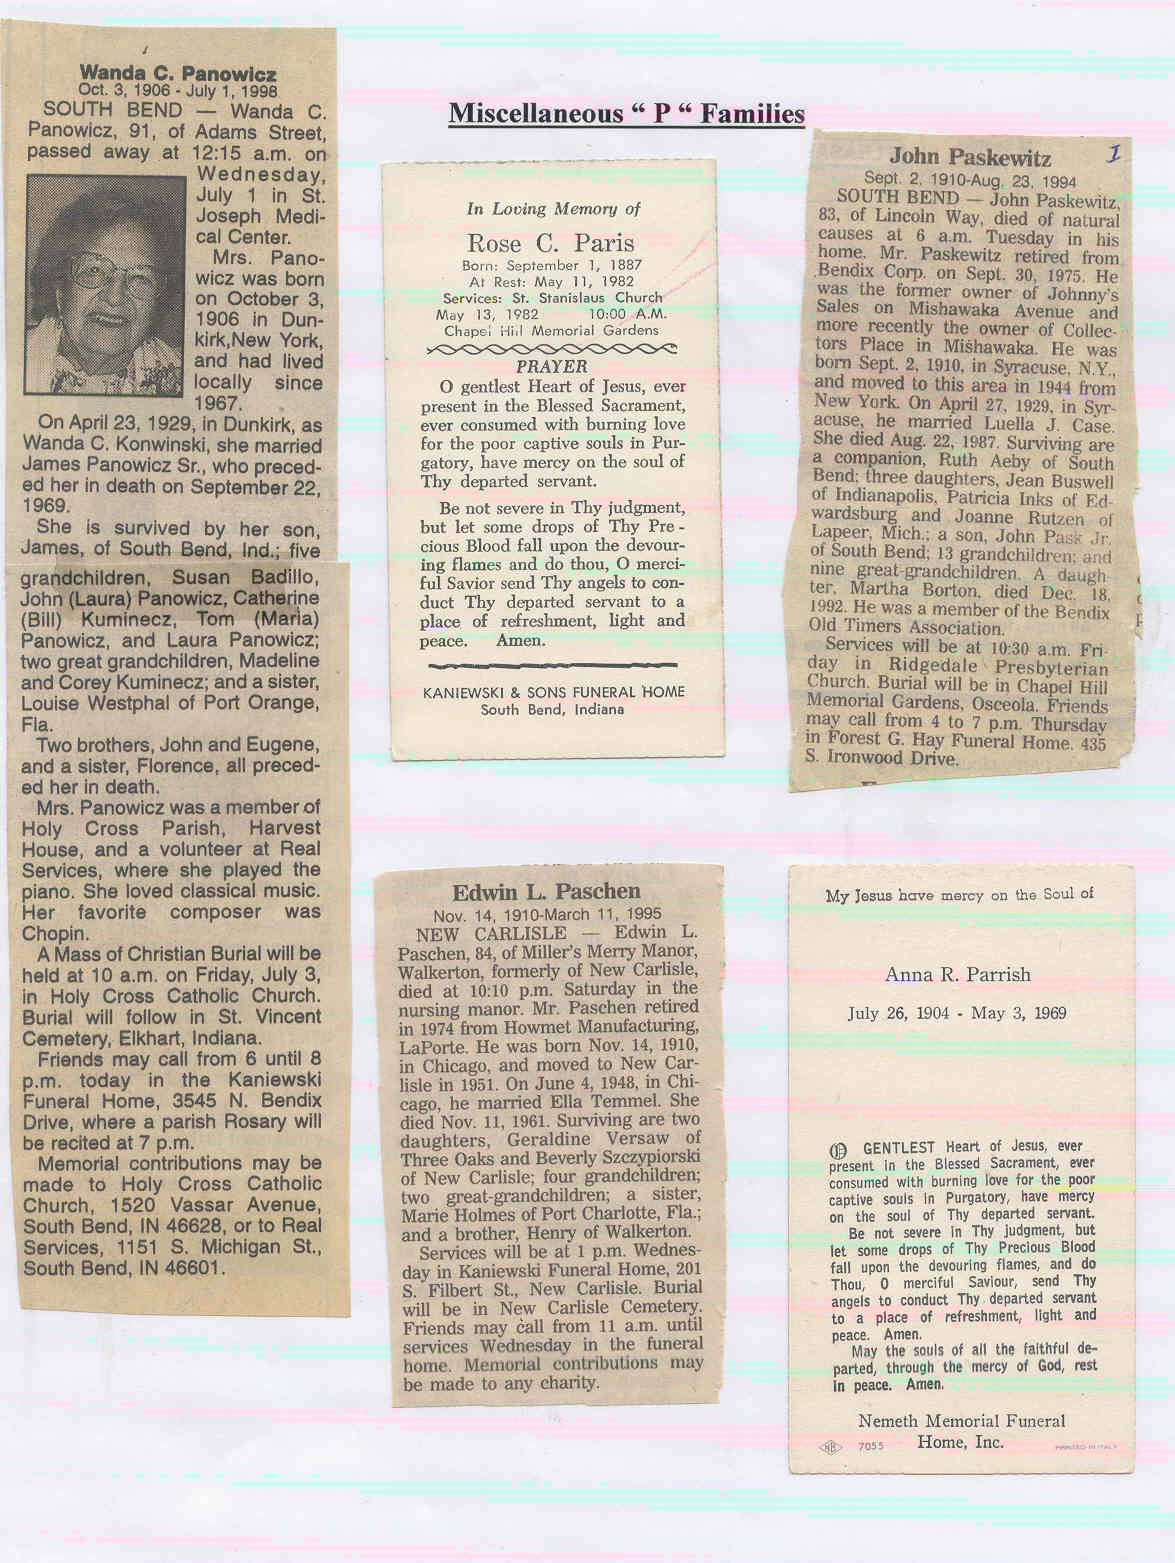 Miscellaneous “ P “ Families
Wanda C. Panowicz
Oct. 3, 1906 - July 1, 1998
SOUTH BEND — Wanda C.
Panowicz, 91, of Adams Street,
passed away at 12:15 a.m. on
Wednesday,
July 1 in St.
Joseph Medi-
cal Center.
Mrs. Pano-
wicz was born
on October 3,
1906 in Dun-
kirk,New York,
and had lived
locally since
1967.
On April 23, 1929, in Dunkirk, as
Wanda C. Konwinski, she married
James Panowicz Sr., who preced-
ed her in death on September 22,
1969.
She is survived by her son,
James, of South Bend, Ind.; five
grandchildren, Susan Badillo,
John (Laura) Panowicz, Catherine
(Bill) Kuminecz, Tom (Maria)
Panowicz, and Laura Panowicz;
two great grandchildren, Madeline
and Corey Kuminecz; and a sister,
Louise Westphal of Port Orange,
Fla.
Two brothers, John and Eugene,
and a sister, Florence, all preced-
ed her in death.
Mrs. Panowicz was a member of
Holy Cross Parish, Harvest
House, and a volunteer at Real
Services, where she played the
piano. She loved classical music.
Her favorite composer was
Chopin.
A Mass of Christian Burial will be
held at 10 a.m. on Friday, July 3,
in Holy Cross Catholic Church.
Burial will follow in St. Vincent
Cemetery, Elkhart, Indiana.
Friends may call from 6 until 8
p.m. today in the Kaniewski
Funeral Home, 3545 N. Bendix
Drive, where a parish Rosary will
be recited at 7 p.m.
Memorial contributions may be
made to Holy Cross Catholic
Church, 1520 Vassar Avenue,
South Bend, IN 46628, or to Real
Services, 1151 S. Michigan St.,
South Bend, IN 46601.
In Loving Memory of
Rose C. Paris
Born: September 1, 1887
At Rest: May 11, 1982
Services: St. Stanislaus Church
May 13, 1982 10:00 A.M.
Chapel Hill Memorial Gardens
PRAYER
O gentlest Heart of Jesus, ever
present in the Blessed Sacrament,
ever consumed with burning love
for the poor captive souls in Pur-
gatory, have mercy on the soul of
Thy departed servant.
Be not severe in Thy judgment,
but let some drops of Thy Pre -
cious Blood fall upon the devour-
ing flames and do thou, O merci-
ful Savior send Thy angels to con-
duct Thy departed servant to a
place of refreshment, light and
peace. Amen.
KANIEWSKI & SONS FUNERAL HOME
South Bend, Indiana
John Paskewitz
I
Sept. 2, 1910-Aug. 23, 1994
SOUTH BEND — John Paskewitz,
83, of Lincoln Way, died of natural
causes at 6 a.m. Tuesday in his
home. Mr. Paskewitz retired from
Bendix Corp. on Sept. 30, 1975. He
was the former owner of Johnny's
Sales on Mishawaka Avenue and
more recently the owner of Collec-
tors Place in Mishawaka. He was
born Sept. 2, 1910, in Syracuse, N.Y.,
and moved to this area in 1944 from
New York. On April 27, 1929, in Syr-
acuse, he married Luella J. Case.
She died Aug. 22, 1987. Surviving are
a companion, Ruth Aeby of South
Bend; three daughters, Jean Buswell
of Indianapolis, Patricia Inks of Ed-
wardsburg and Joanne Rutzen of
Lapeer, Mich.; a son, John Pask Jr.
of South Bend; 13 grandchildren; and
nine great-grandchildren. A daugh-
ter, Martha Borton, died Dec. 18,
1992. He was a member of the Bendix
Old Timers Association.
Services will be at 10:30 a.m. Fri-
day in Ridgedale Presbyterian
Church. Burial will be in Chapel Hill
Memorial Gardens, Osceola. Friends
may call from 4 to 7 p.m. Thursday
in Forest G. Hay Funeral Home. 435
S. Ironwood Drive.
Edwin L. Paschen
Nov. 14, 1910-March 11, 1995
NEW CARLISLE — Edwin L.
Paschen, 84, of Miller's Merry Manor,
Walkerton, formerly of New Carlisle,
died at 10:10 p.m. Saturday in the
nursing manor. Mr. Paschen retired
in 1974 from Howmet Manufacturing,
LaPorte. He was born Nov. 14, 1910,
in Chicago, and moved to New Car-
lisle in 1951. On June 4, 1948, in Chi-
cago, he married Ella Temmel. She
died Nov. 11, 1961. Surviving are two
daughters, Geraldine Versaw of
Three Oaks and Beverly Szczypiorski
of New Carlisle; four grandchildren;
two great-grandchildren; a sister,
Marie Holmes of Port Charlotte, Fla.;
and a brother, Henry of Walkerton.
Services will be at 1 p.m. Wednes-
day in Kaniewski Funeral Home, 201
S. Filbert St., New Carlisle. Burial
will be in New Carlisle Cemetery.
Friends may call from 11 a.m. until
services Wednesday in the funeral
home. Memorial contributions may
be made to any charity.
My Jesus have mercy on the Soul of
Anna R. Parrish
July 26, 1904 - May 3, 1969
O GENTLEST Heart of Jesus, ever
present in the Blessed Sacrament, ever
consumed with burning love for the poor
captive souls in Purgatory, have mercy
on the soul of Thy departed servant.
Be not severe in Thy judgment, but
let some drops of Thy Precious Blood
fall upon the devouring flames, and do
Thou, O merciful Saviour, send Thy
angels to conduct Thy departed servant
to a place of refreshment, light and
peace. Amen.
May the souls of all the faithful de-
parted, through the mercy of God, rest
in peace. Amen.
Nemeth Memorial Funeral
Home, Inc.
NB 7055
PRINTED IN ITALY